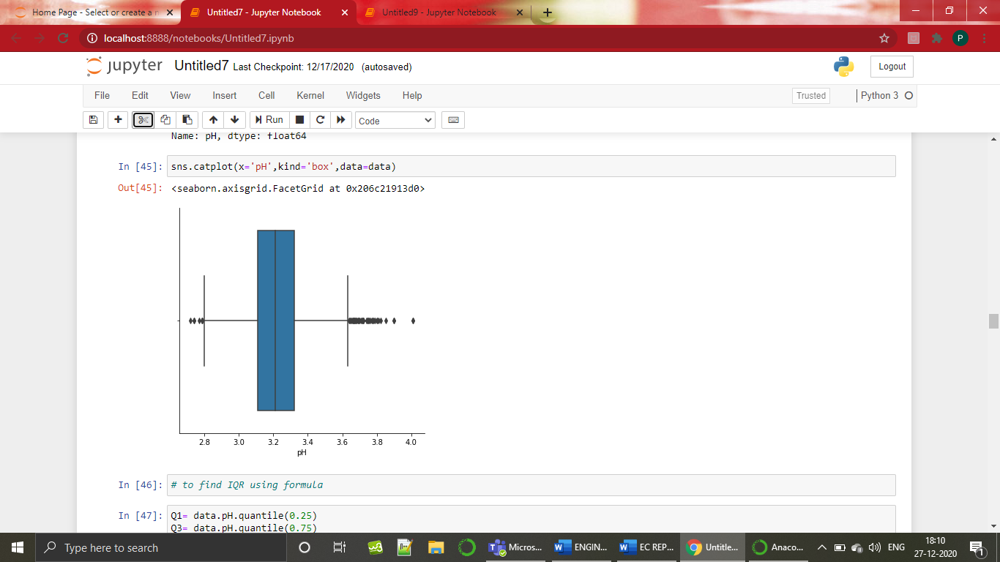 Home Page - Select or create a n
Untitled7 - Jupyter Notebook
Untitled9 - Jupyter Notebook
localhost:8888/notebooks/Untitled7.ipynb
P
jupyter Untitled7 Last Checkpoint: 12/17/2020 (autosaved)
Logout
File Edit View Insert Cell Kernel Widgets Help
Trusted
Python 3
Run
Code
Name: pH, dtype: float64
In [45]: sns.catplot(x='pH',kind='box',data=data)
Out[45]: <seaborn.axisgrid.FacetGrid at 0x206c21913d0>
2.8 3.0 3.2 3.4 3.6 3.8 4.0
pH
In [46]: # to find IQR using formula
In [47]: Q1= data.pH.quantile(0.25)
Q3= data.pH.quantile(0.75)
Type here to search
Micros...
ENGIN...
EC REP...
Untitle...
Anaco...
ENG
18:10
27-12-2020
1